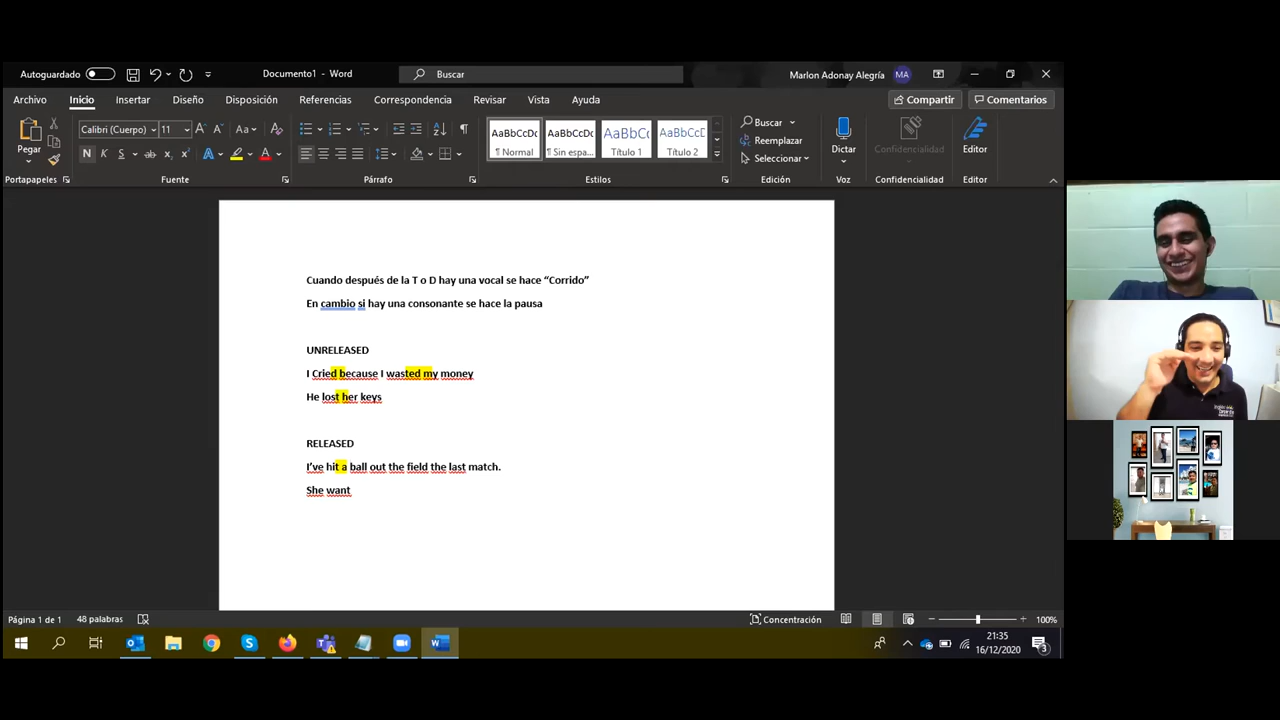 Autoguardado
Documento1 - Word
Buscar
Marlon Adonay Alegría
MA
Archivo
Inicio
Insertar
Diseño
Disposición
Referencias
Correspondencia
Revisar
Vista
Ayuda
Compartir
Comentarios
Pegar
Calibri (Cuerpo)
11
AaBbCcDc
¶ Normal
AaBbCcDc
¶ Sin espa...
AaBbCc
Título 1
AaBbCcD
Título 2
Buscar
Reemplazar
Seleccionar
Dictar
Confidencialidad
Editor
Portapapeles
Fuente
Párrafo
Estilos
Edición
Voz
Confidencialidad
Editor
Cuando después de la T o D hay una vocal se hace “Corrido”
En cambio si hay una consonante se hace la pausa
UNRELEASED
I Cried because I wasted my money
He lost her keys
RELEASED
I’ve hit a ball out the field the last match.
She want
Página 1 de 1
48 palabras
Concentración
100%
21:35
16/12/2020
3